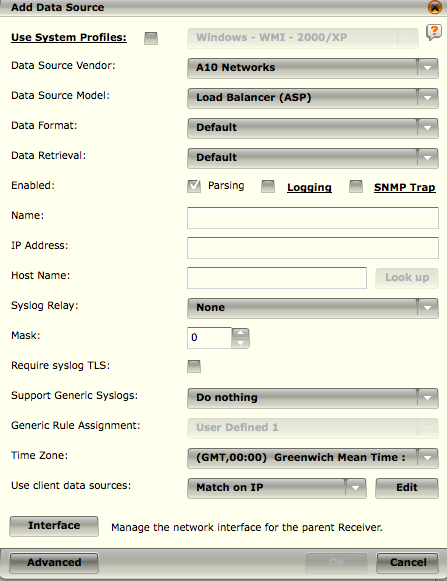 Add Data Source
Use System Profiles: Windows - WMI - 2000/XP
?
Data Source Vendor: A10 Networks
Data Source Model: Load Balancer (ASP)
Data Format: Default
Data Retrieval: Default
Enabled: Parsing Logging SNMP Trap
Name:
IP Address:
Host Name: Look up
Syslog Relay: None
Mask: 0
Require syslog TLS:
Support Generic Syslogs: Do nothing
Generic Rule Assignment: User Defined 1
Time Zone: (GMT,00:00) Greenwich Mean Time :
Use client data sources: Match on IP Edit
Interface Manage the network interface for the parent Receiver.
Advanced OK Cancel